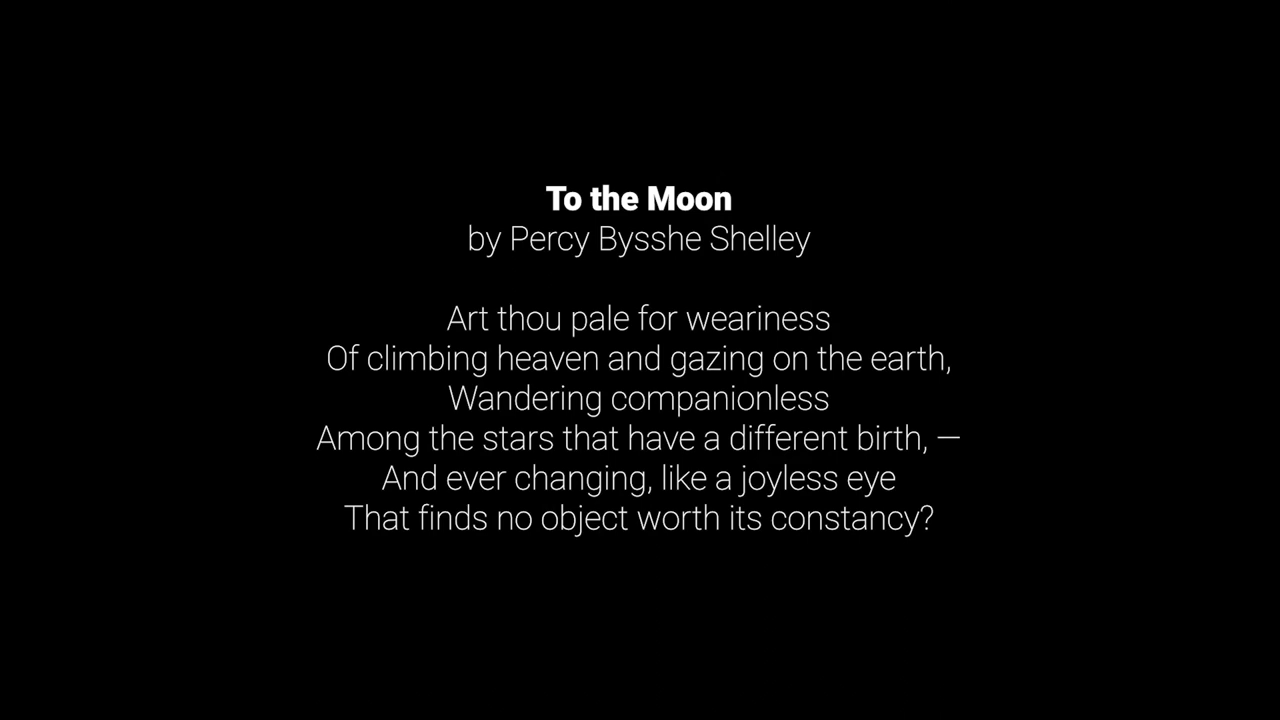 To the Moon
by Percy Bysshe Shelley
Art thou pale for weariness
Of climbing heaven and gazing on the earth,
Wandering companionless
Among the stars that have a different birth, —
And ever changing, like a joyless eye
That finds no object worth its constancy?